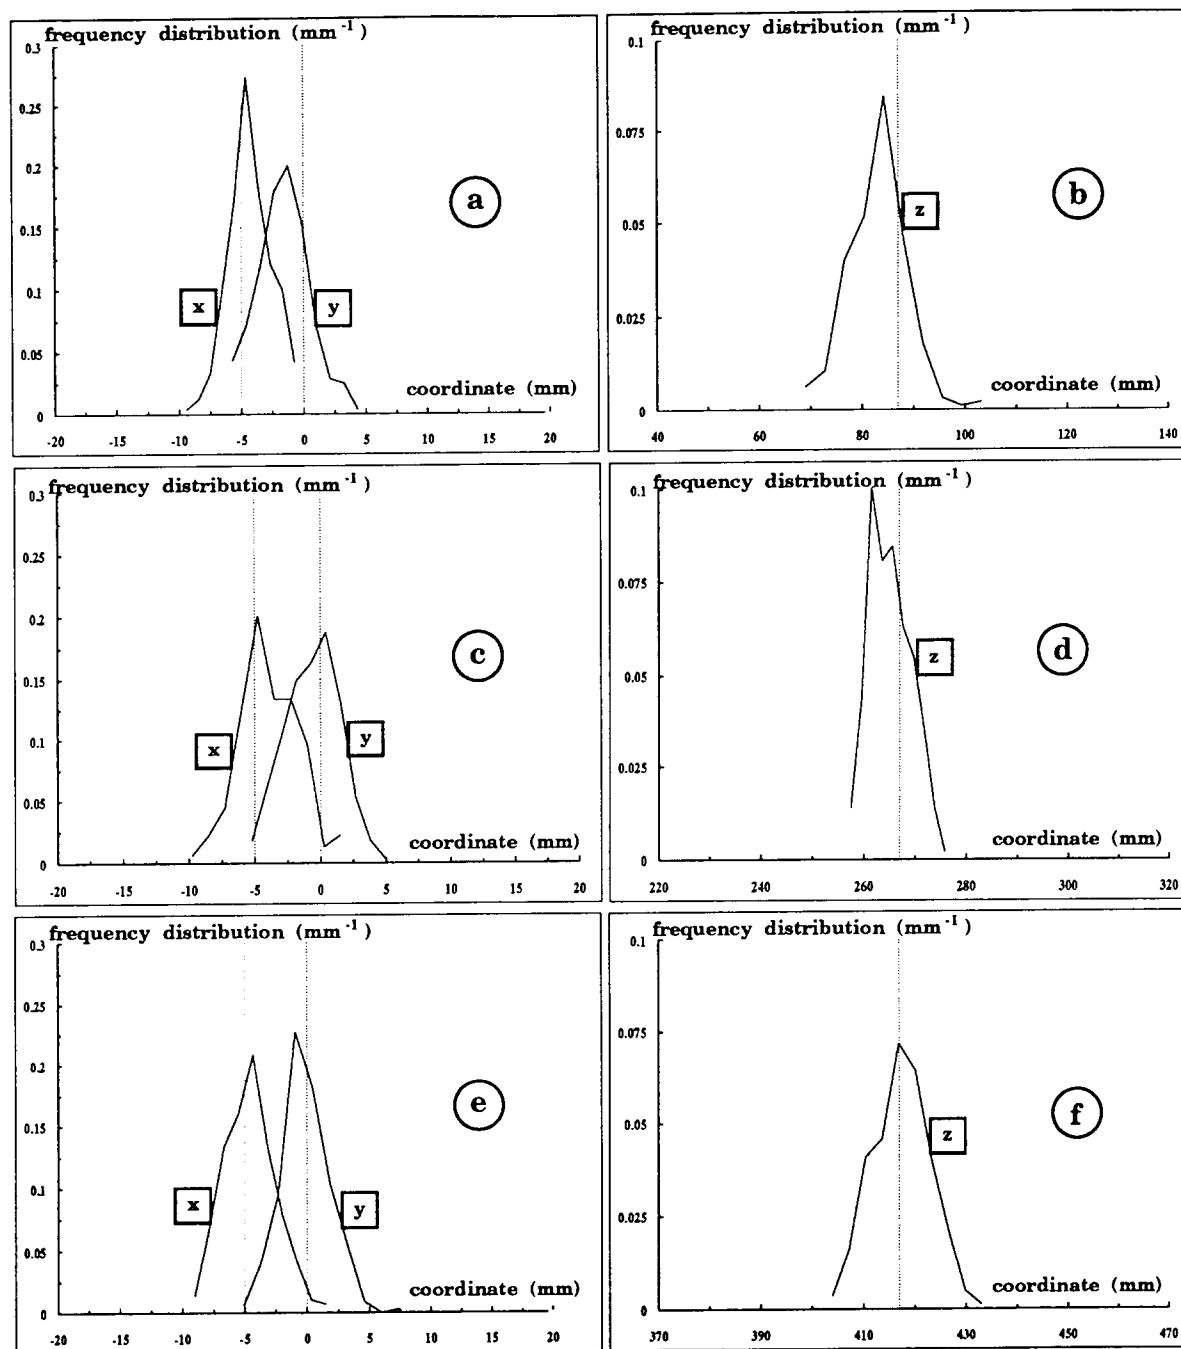 frequency distribution (mm-1)
0.3
0.25
0.2
0.15
0.1
0.05
0
a
x
y
coordinate (mm)
-20 -15 -10 -5 0 5 10 15 20
frequency distribution (mm-1)
0.1
0.075
0.05
0.025
0
b
z
coordinate (mm)
40 60 80 100 120 140
frequency distribution (mm-1)
0.3
0.25
0.2
0.15
0.1
0.05
0
c
x
y
coordinate (mm)
-20 -15 -10 -5 0 5 10 15 20
frequency distribution (mm-1)
0.1
0.075
0.05
0.025
0
d
z
coordinate (mm)
220 240 260 280 300 320
frequency distribution (mm-1)
0.3
0.25
0.2
0.15
0.1
0.05
0
e
x
y
coordinate (mm)
-20 -15 -10 -5 0 5 10 15 20
frequency distribution (mm-1)
0.1
0.075
0.05
0.025
0
f
z
coordinate (mm)
370 390 410 430 450 470